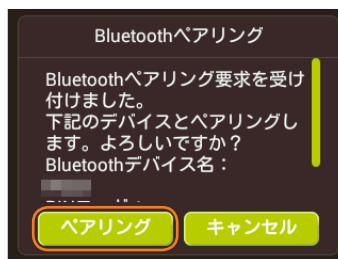 Bluetoothペアリング
Bluetoothペアリング要求を受け
付けました。
下記のデバイスとペアリングし
ます。よろしいですか？
Bluetoothデバイス名：
ペアリング
キャンセル